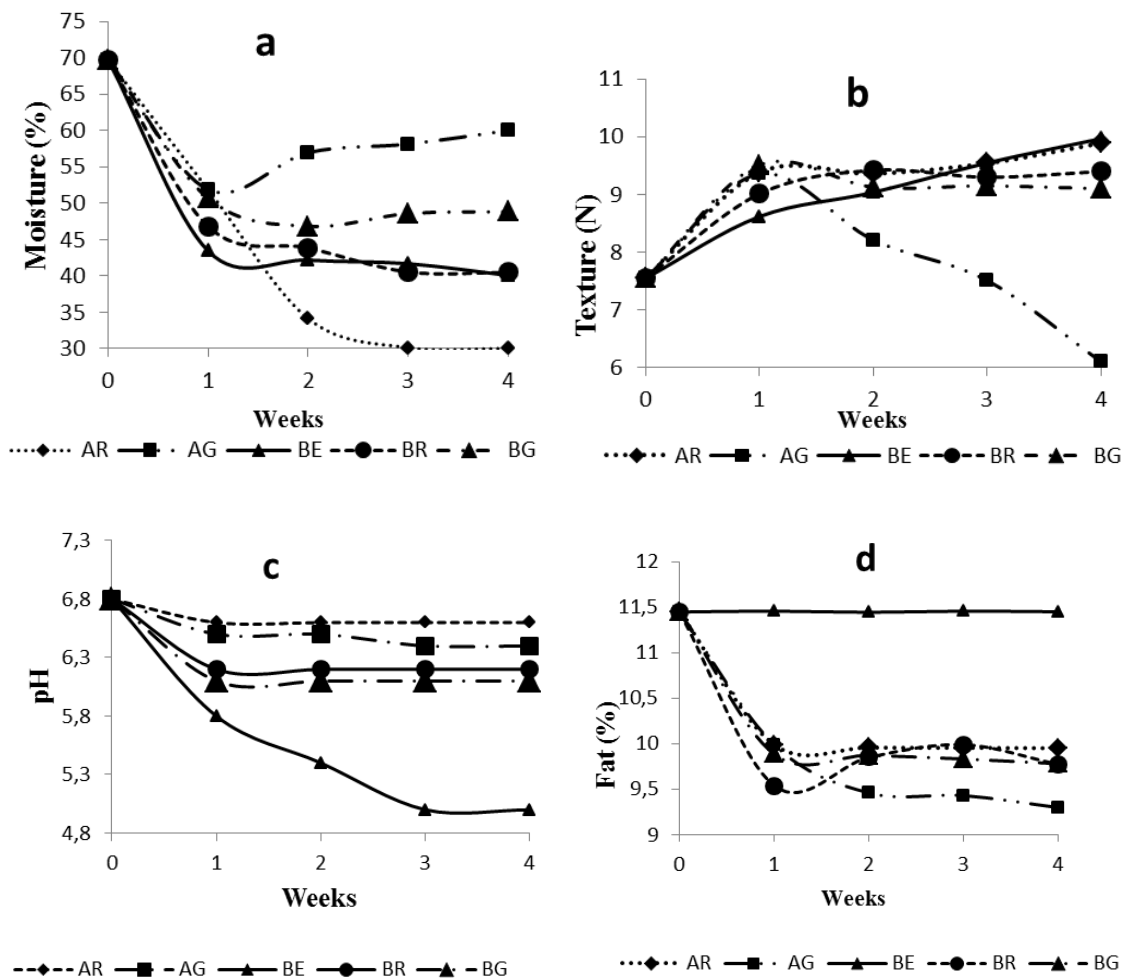 a
Moisture (%)
75
70
65
60
55
50
45
40
35
30
0 1 2 3 4
Weeks
AR AG BE BR BG
b
Texture (N)
11
10
9
8
7
6
0 1 2 3 4
Weeks
AR AG BE BR BG
c
pH
7,3
6,8
6,3
5,8
5,3
4,8
0 1 2 3 4
Weeks
AR AG BE BR BG
d
Fat (%)
12
11,5
11
10,5
10
9,5
9
0 1 2 3 4
Weeks
AR AG BE BR BG